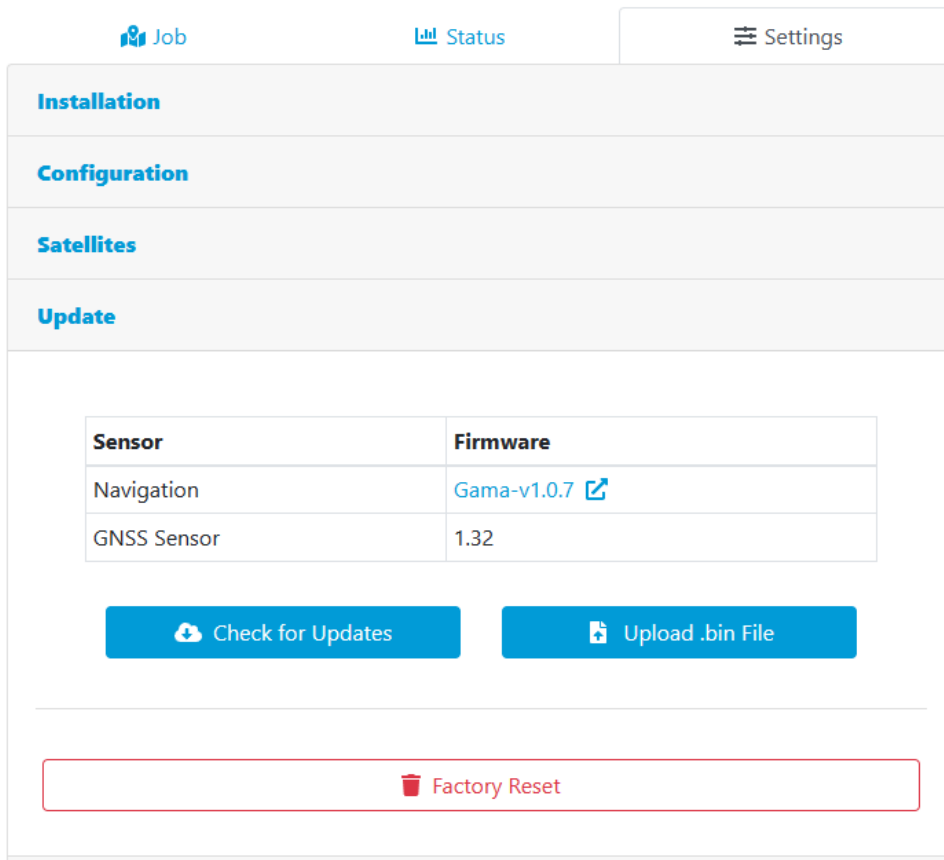 Job Status Settings
Installation
Configuration
Satellites
Update
Sensor Firmware
Navigation Gama-v1.0.7
GNSS Sensor 1.32
Check for Updates Upload .bin File
Factory Reset